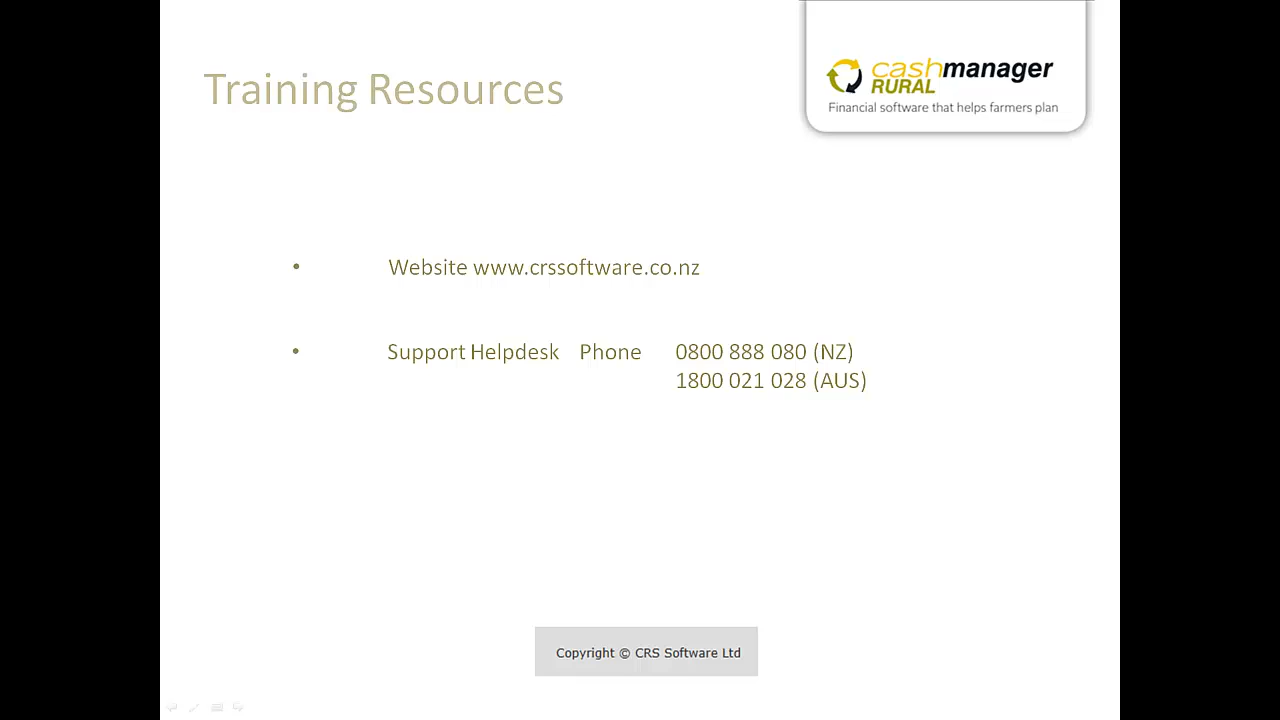 Training Resources
cashmanager
RURAL
Financial software that helps farmers plan
• Website www.crssoftware.co.nz
• Support Helpdesk Phone 0800 888 080 (NZ)
1800 021 028 (AUS)
Copyright © CRS Software Ltd